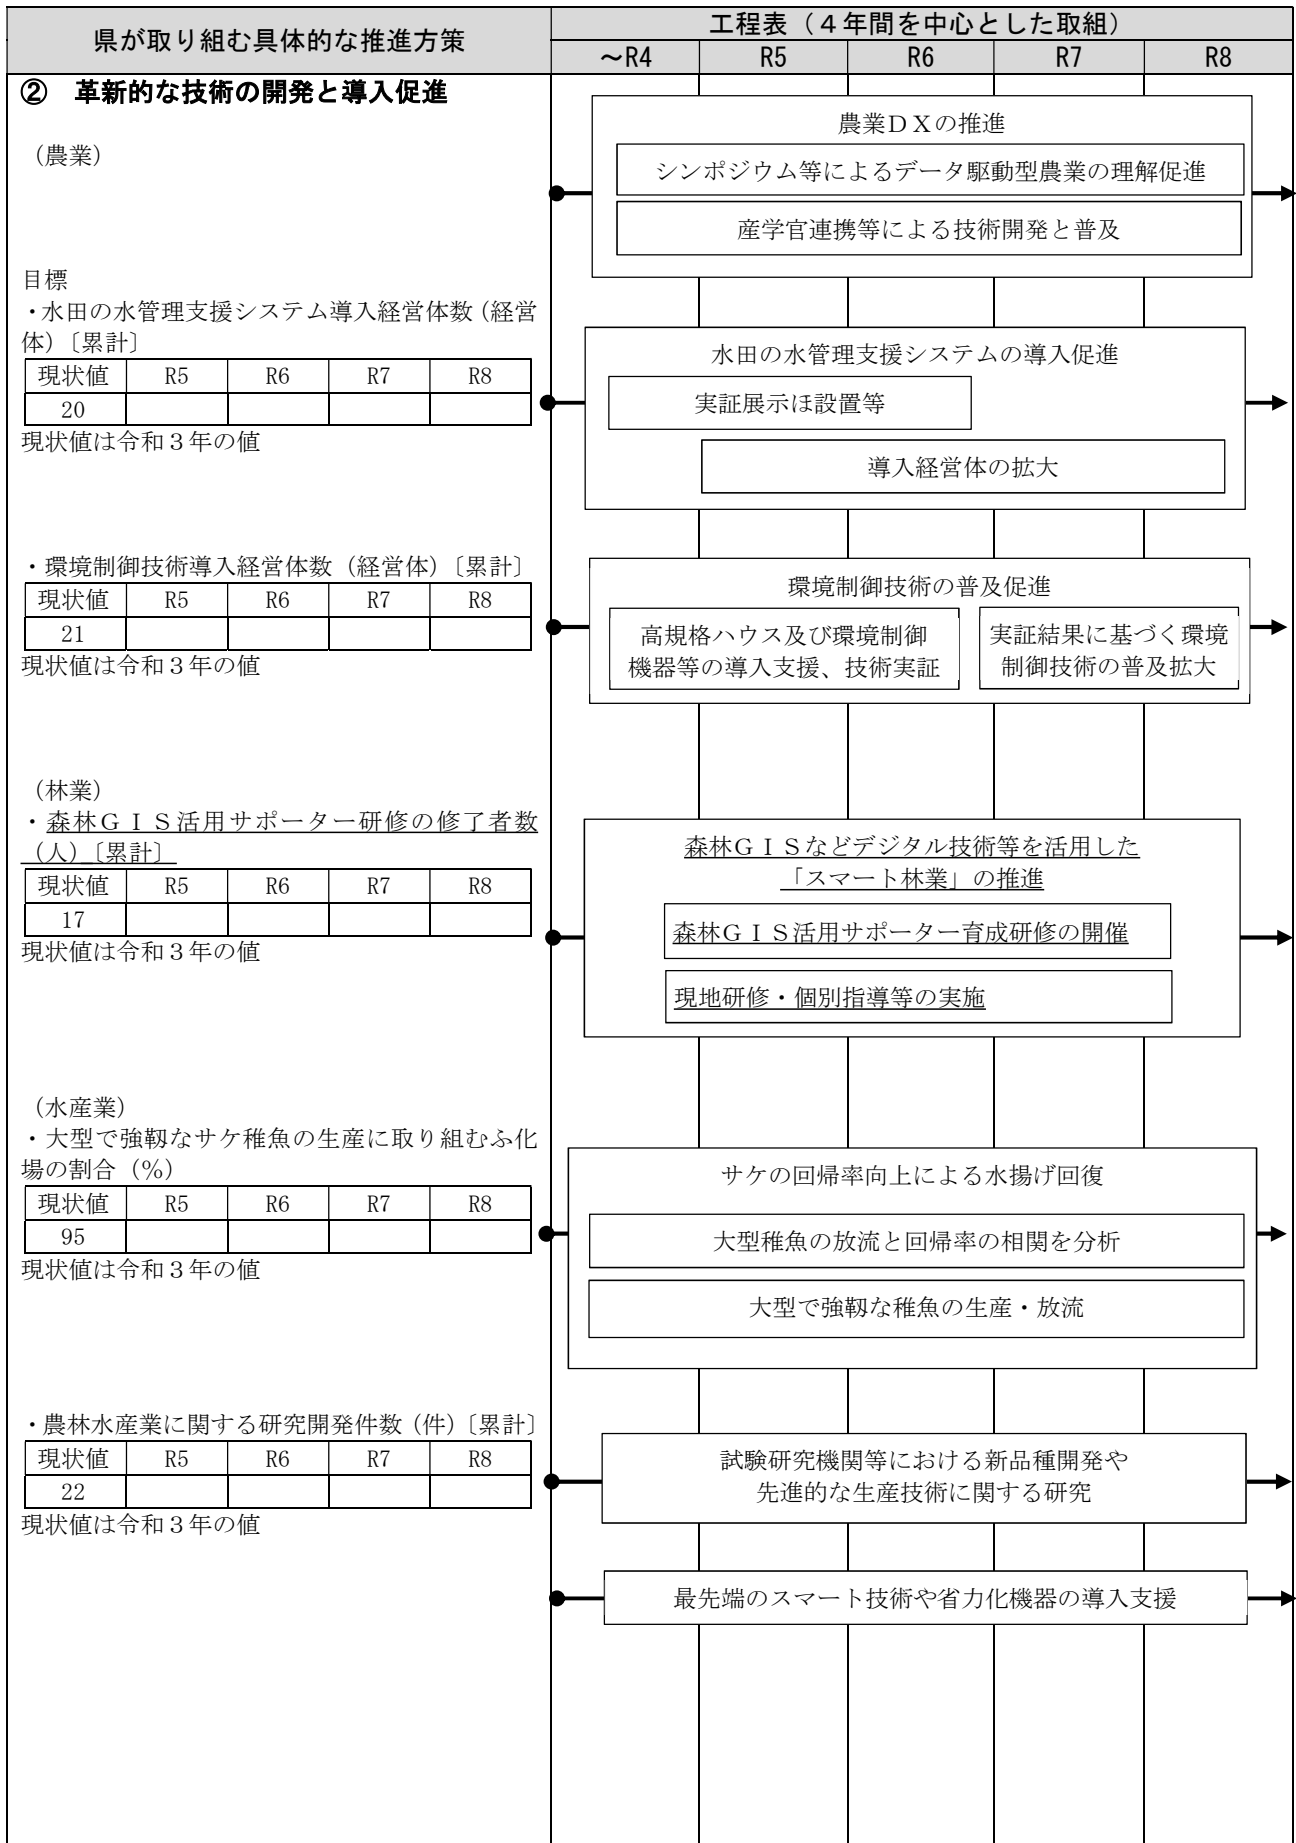 県が取り組む具体的な推進方策
工程表（４年間を中心とした取組）
～R4 R5 R6 R7 R8
②　革新的な技術の開発と導入促進
（農業）
農業ＤＸの推進
シンポジウム等によるデータ駆動型農業の理解促進
産学官連携等による技術開発と普及
目標
・水田の水管理支援システム導入経営体数（経営
体）〔累計〕
現状値 R5 R6 R7 R8
20
現状値は令和３年の値
水田の水管理支援システムの導入促進
実証展示ほ設置等
導入経営体の拡大
・環境制御技術導入経営体数（経営体）〔累計〕
現状値 R5 R6 R7 R8
21
現状値は令和３年の値
環境制御技術の普及促進
高規格ハウス及び環境制御
機器等の導入支援、技術実証
実証結果に基づく環境
制御技術の普及拡大
（林業）
・森林ＧＩＳ活用サポーター研修の修了者数
（人）〔累計〕
現状値 R5 R6 R7 R8
17
現状値は令和３年の値
森林ＧＩＳなどデジタル技術等を活用した
「スマート林業」の推進
森林ＧＩＳ活用サポーター育成研修の開催
現地研修・個別指導等の実施
（水産業）
・大型で強靱なサケ稚魚の生産に取り組むふ化
場の割合（％）
現状値 R5 R6 R7 R8
95
現状値は令和３年の値
サケの回帰率向上による水揚げ回復
大型稚魚の放流と回帰率の相関を分析
大型で強靱な稚魚の生産・放流
・農林水産業に関する研究開発件数（件）〔累計〕
現状値 R5 R6 R7 R8
22
現状値は令和３年の値
試験研究機関等における新品種開発や
先進的な生産技術に関する研究
最先端のスマート技術や省力化機器の導入支援